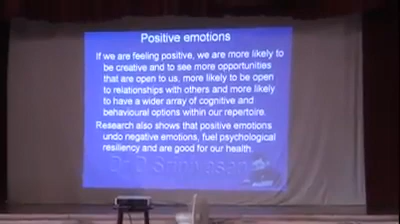 Positive emotions
If we are feeling positive, we are more likely to
be creative and to see more opportunities
that are open to us, more likely to be open
to relationships with others and more likely
to have a wider array of cognitive and
behavioural options within our repertoire.
Research also shows that positive emotions
undo negative emotions, fuel psychological
resiliency and are good for our health.